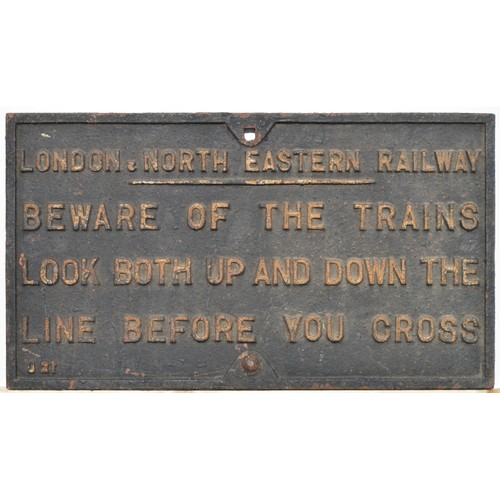 LONDON & NORTH EASTERN RAILWAY
BEWARE OF THE TRAINS
LOOK BOTH UP AND DOWN THE
LINE BEFORE YOU CROSS